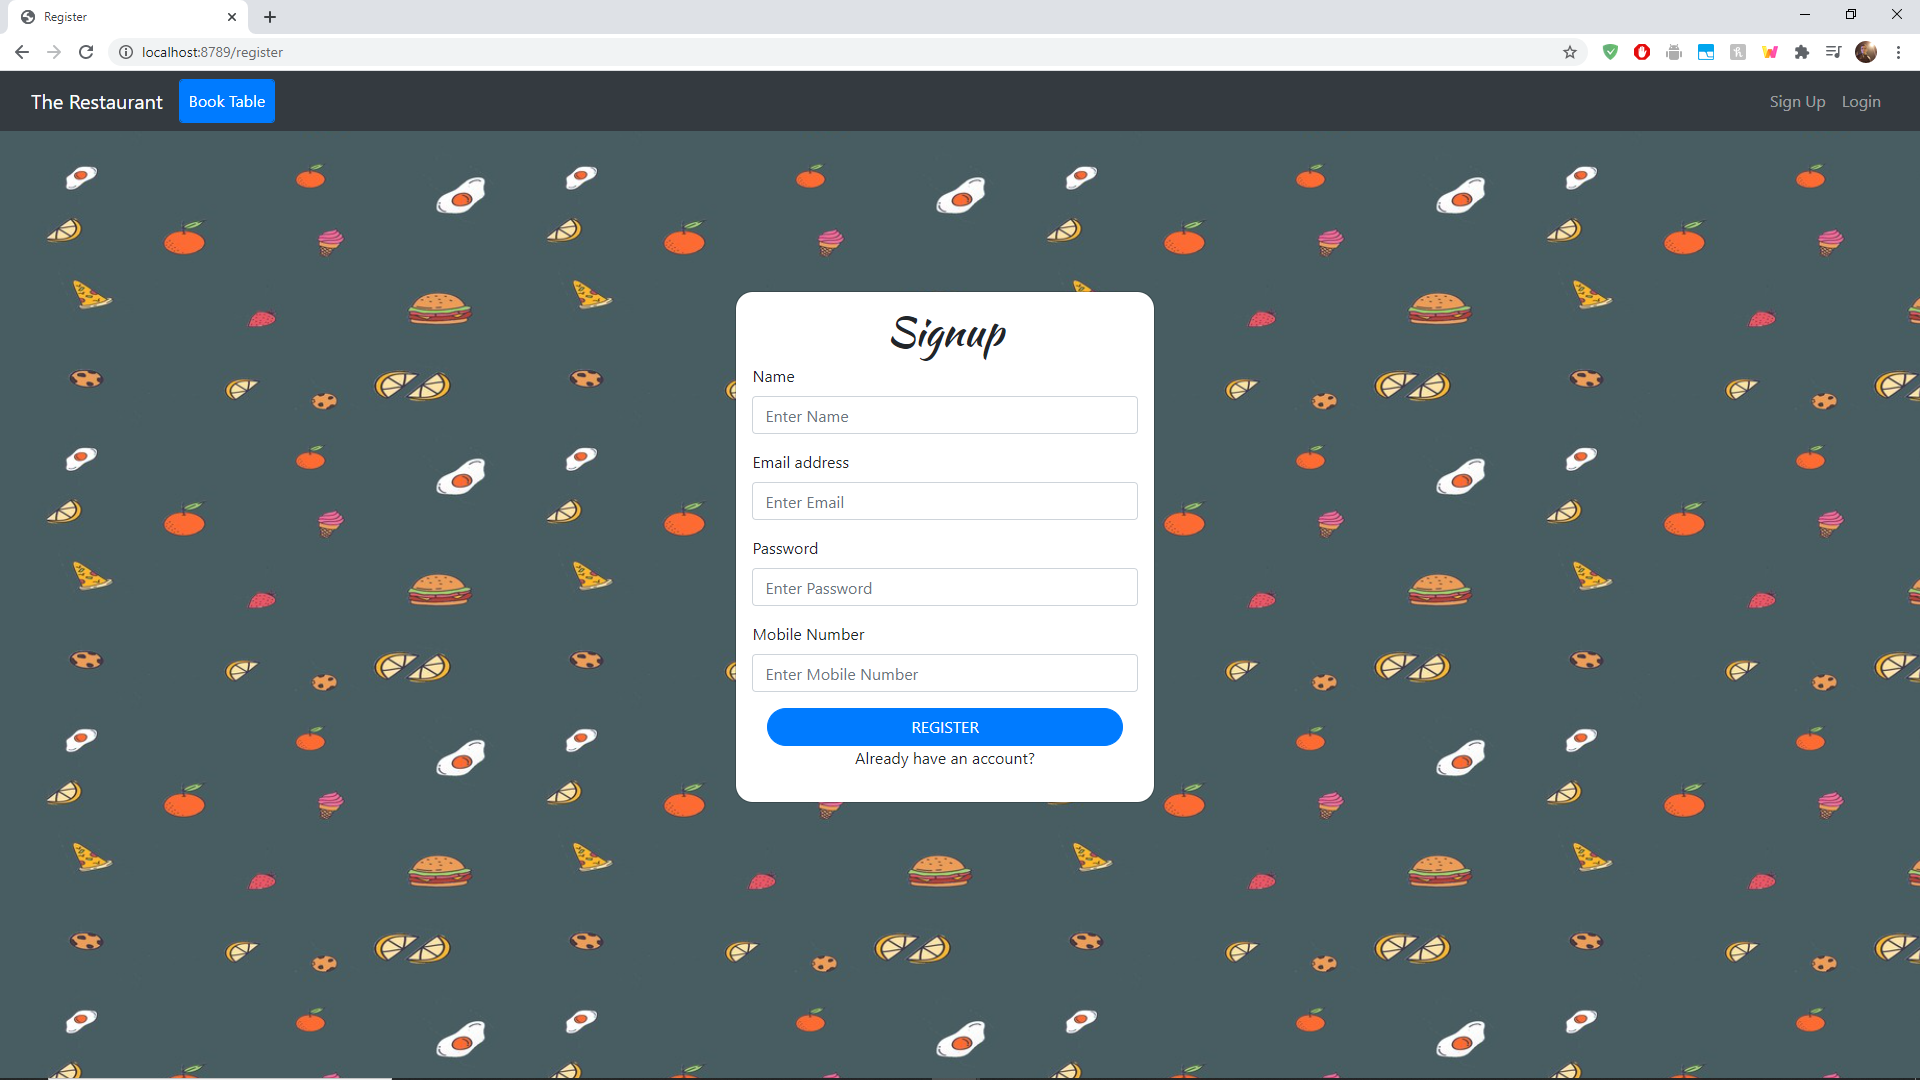 Register
localhost:8789/register
The Restaurant Book Table Sign Up Login
Signup
Name
Enter Name
Email address
Enter Email
Password
Enter Password
Mobile Number
Enter Mobile Number
REGISTER
Already have an account?